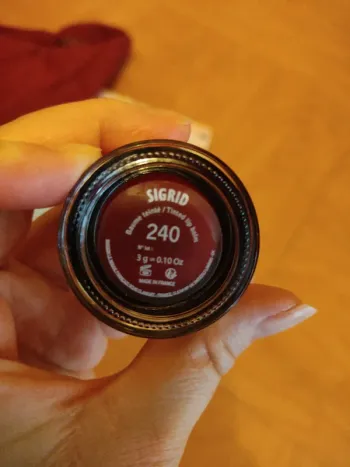 SIGRID
Baume teinté / Tinted lip balm
240
3 g ℮ 0.10 Oz
MADE IN FRANCE